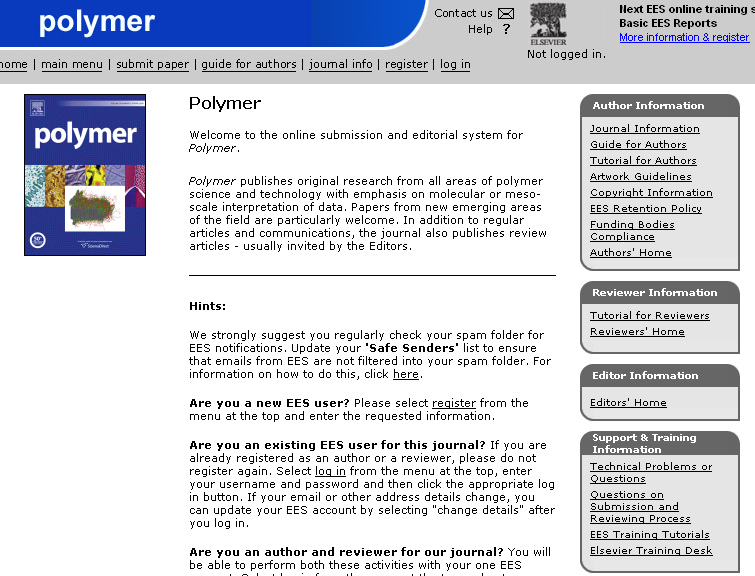 polymer
Contact us
Help ?
ELSEVIER
Not logged in.
Next EES online training s
Basic EES Reports
More information & register
home | main menu | submit paper | guide for authors | journal info | register | log in
polymer
ScienceDirect
Polymer
Welcome to the online submission and editorial system for
Polymer.
Polymer publishes original research from all areas of polymer
science and technology with emphasis on molecular or meso-
scale interpretation of data. Papers from new emerging areas
of the field are particularly welcome. In addition to regular
articles and communications, the journal also publishes review
articles - usually invited by the Editors.
Hints:
We strongly suggest you regularly check your spam folder for
EES notifications. Update your 'Safe Senders' list to ensure
that emails from EES are not filtered into your spam folder. For
information on how to do this, click here.
Are you a new EES user? Please select register from the
menu at the top and enter the requested information.
Are you an existing EES user for this journal? If you are
already registered as an author or a reviewer, please do not
register again. Select log in from the menu at the top, enter
your username and password and then click the appropriate log
in button. If your email or other address details change, you
can update your EES account by selecting "change details" after
you log in.
Are you an author and reviewer for our journal? You will
be able to perform both these activities with your one EES
Author Information
Journal Information
Guide for Authors
Tutorial for Authors
Artwork Guidelines
Copyright Information
EES Retention Policy
Funding Bodies
Compliance
Authors' Home
Reviewer Information
Tutorial for Reviewers
Reviewers' Home
Editor Information
Editors' Home
Support & Training
Information
Technical Problems or
Questions
Questions on
Submission and
Reviewing Process
EES Training Tutorials
Elsevier Training Desk